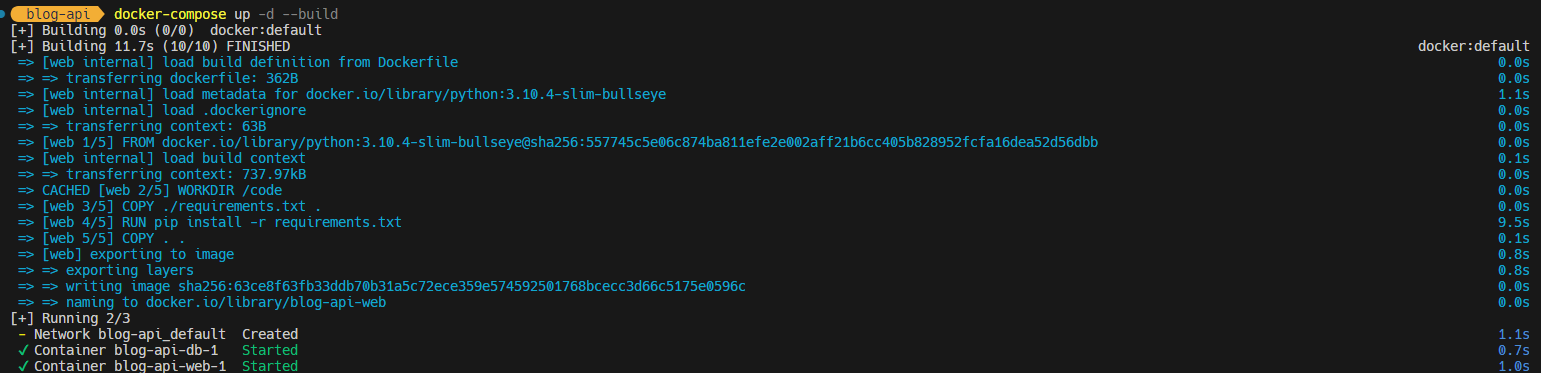 blog-api docker-compose up -d --build
[+] Building 0.0s (0/0) docker:default
[+] Building 11.7s (10/10) FINISHED docker:default
=> [web internal] load build definition from Dockerfile 0.0s
=> => transferring dockerfile: 362B 0.0s
=> [web internal] load metadata for docker.io/library/python:3.10.4-slim-bullseye 1.1s
=> [web internal] load .dockerignore 0.0s
=> => transferring context: 63B 0.0s
=> [web 1/5] FROM docker.io/library/python:3.10.4-slim-bullseye@sha256:557745c5e06c874ba811efe2e002aff21b6cc405b828952fcfa16dea52d56dbb 0.0s
=> [web internal] load build context 0.1s
=> => transferring context: 737.97kB 0.0s
=> CACHED [web 2/5] WORKDIR /code 0.0s
=> [web 3/5] COPY ./requirements.txt . 0.0s
=> [web 4/5] RUN pip install -r requirements.txt 9.5s
=> [web 5/5] COPY . . 0.1s
=> [web] exporting to image 0.8s
=> => exporting layers 0.8s
=> => writing image sha256:63ce8f63fb33ddb70b31a5c72ece359e574592501768bcecc3d66c5175e0596c 0.0s
=> => naming to docker.io/library/blog-api-web 0.0s
[+] Running 2/3
- Network blog-api_default Created 1.1s
✓ Container blog-api-db-1 Started 0.7s
✓ Container blog-api-web-1 Started 1.0s